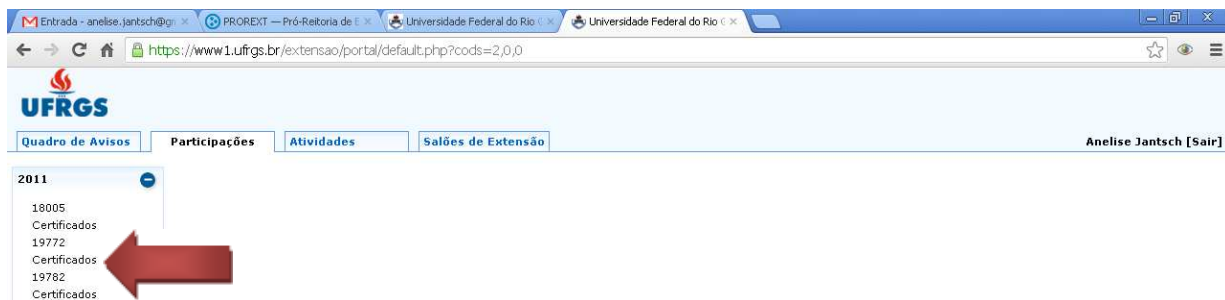 Entrada - anelise.jantsch@g
PROREXT — Pró-Reitoria de E
Universidade Federal do Rio G
Universidade Federal do Rio G
https://www1.ufrgs.br/extensao/portal/default.php?cods=2,0,0
UFRGS
Quadro de Avisos
Participações
Atividades
Salões de Extensão
Anelise Jantsch [Sair]
2011
18005
Certificados
19772
Certificados
19782
Certificados